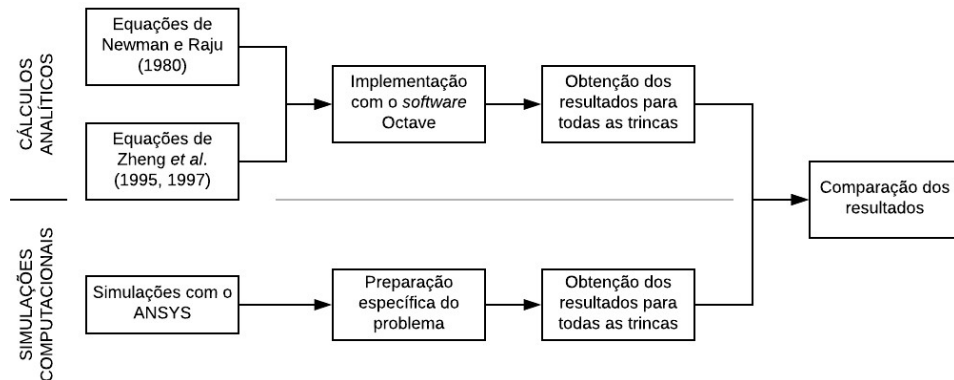 CÁLCULOS
ANALÍTICOS
Equações de
Newman e Raju
(1980)
Equações de
Zheng et al.
(1995, 1997)
Implementação
com o software
Octave
Obtenção dos
resultados para
todas as trincas
Comparação dos
resultados
SIMULAÇÕES
COMPUTACIONAIS
Simulações com o
ANSYS
Preparação
específica do
problema
Obtenção dos
resultados para
todas as trincas